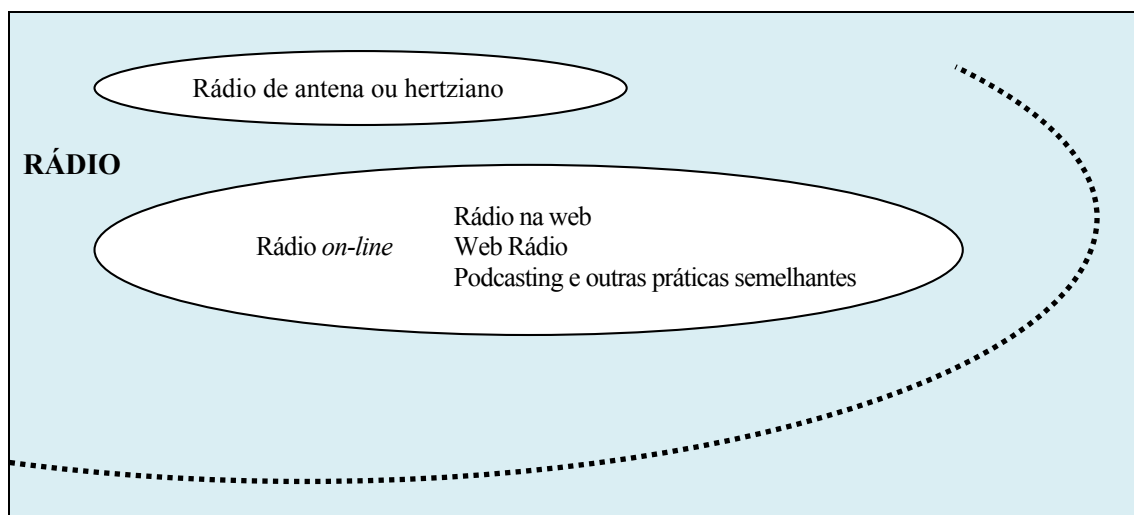 Rádio de antena ou hertziano
RÁDIO
Rádio na web
Rádio on-line
Web Rádio
Podcasting e outras práticas semelhantes